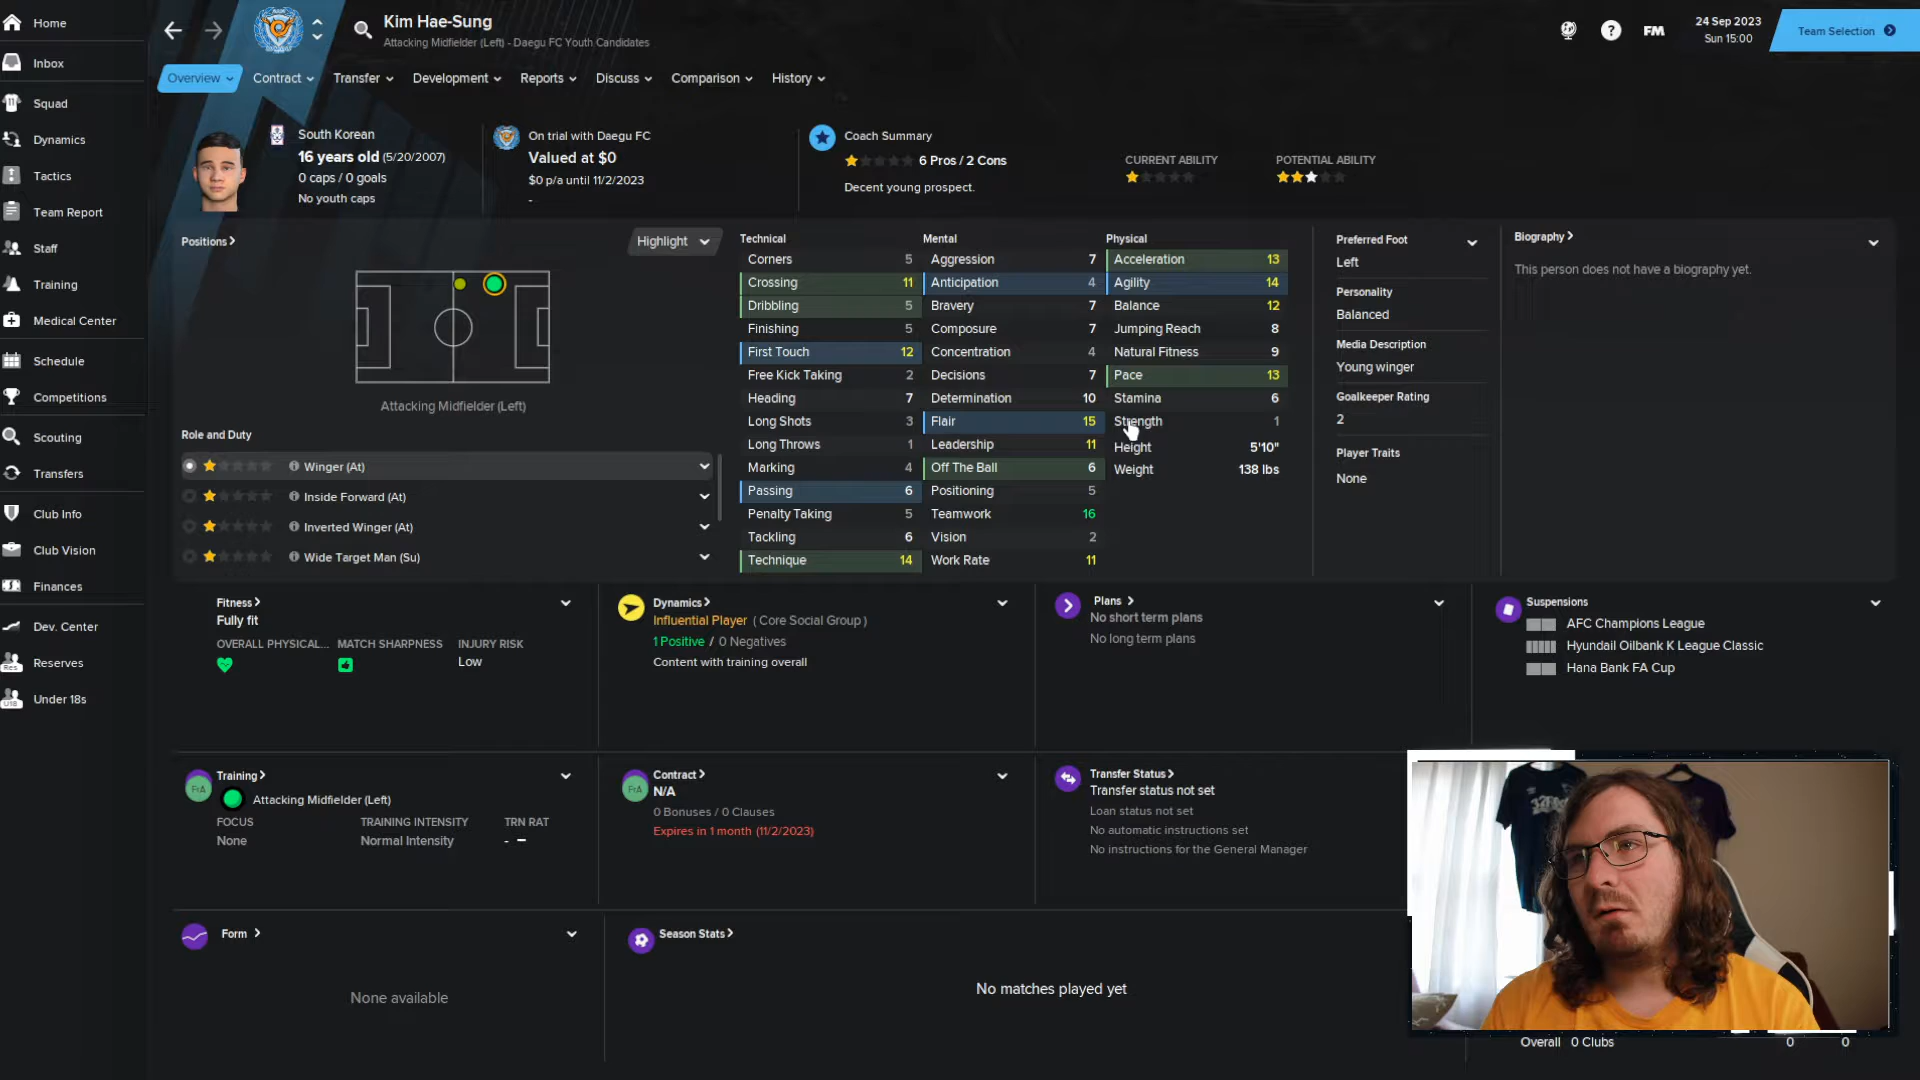 Home
Inbox
Squad
Dynamics
Tactics
Team Report
Staff
Training
Medical Center
Schedule
Competitions
Scouting
Transfers
Club Info
Club Vision
Finances
Dev. Center
Reserves
Under 18s
Kim Hae-Sung
Attacking Midfielder (Left) - Daegu FC Youth Candidates
FM
24 Sep 2023
Sun 15:00
Team Selection
Overview
Contract
Transfer
Development
Reports
Discuss
Comparison
History
South Korean
16 years old (5/20/2007)
0 caps / 0 goals
No youth caps
On trial with Daegu FC
Valued at $0
$0 p/a until 11/2/2023
-
Coach Summary
6 Pros / 2 Cons
Decent young prospect.
CURRENT ABILITY
POTENTIAL ABILITY
Positions
Highlight
Attacking Midfielder (Left)
Role and Duty
Winger (At)
Inside Forward (At)
Inverted Winger (At)
Wide Target Man (Su)
Technical
Corners 5
Crossing 11
Dribbling 5
Finishing 5
First Touch 12
Free Kick Taking 2
Heading 7
Long Shots 3
Long Throws 1
Marking 4
Passing 6
Penalty Taking 5
Tackling 6
Technique 14
Mental
Aggression 7
Anticipation 4
Bravery 7
Composure 7
Concentration 4
Decisions 7
Determination 10
Flair 15
Leadership 11
Off The Ball 6
Positioning 5
Teamwork 16
Vision 2
Work Rate 11
Physical
Acceleration 13
Agility 14
Balance 12
Jumping Reach 8
Natural Fitness 9
Pace 13
Stamina 6
Strength 1
Height 5'10"
Weight 138 lbs
Preferred Foot
Left
Personality
Balanced
Media Description
Young winger
Goalkeeper Rating
2
Player Traits
None
Biography
This person does not have a biography yet.
Fitness
Fully fit
OVERALL PHYSICAL...
MATCH SHARPNESS
INJURY RISK
Low
Dynamics
Influential Player ( Core Social Group )
1 Positive / 0 Negatives
Content with training overall
Plans
No short term plans
No long term plans
Suspensions
AFC Champions League
Hyundail Oilbank K League Classic
Hana Bank FA Cup
Training
FrA
Attacking Midfielder (Left)
FOCUS
None
TRAINING INTENSITY
Normal Intensity
TRN RAT
-
Contract
FrA
N/A
0 Bonuses / 0 Clauses
Expires in 1 month (11/2/2023)
Transfer Status
Transfer status not set
Loan status not set
No automatic instructions set
No instructions for the General Manager
Form
None available
Season Stats
No matches played yet
Overall 0 Clubs 0 0